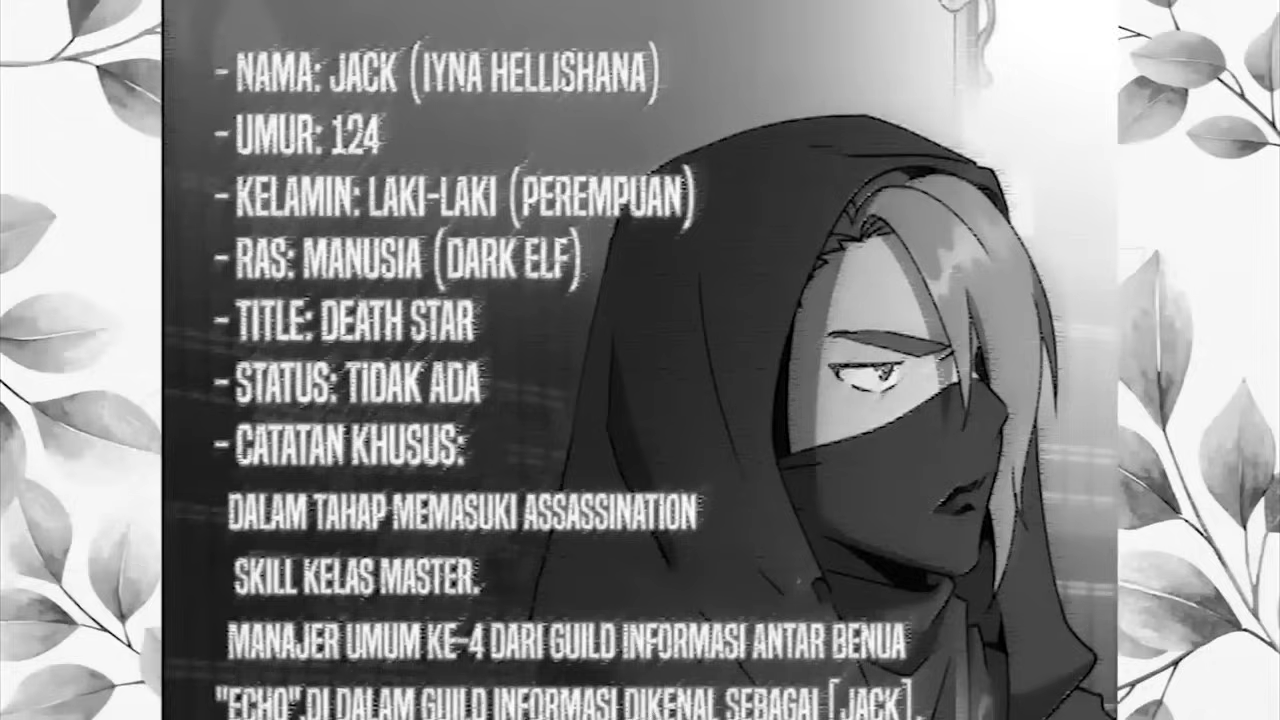 - NAMA: JACK (IYNA HELLISHANA)
- UMUR: 124
- KELAMIN: LAKI-LAKI (PEREMPUAN)
- RAS: MANUSIA (DARK ELF)
- TITLE: DEATH STAR
- STATUS: TIDAK ADA
- CATATAN KHUSUS:
DALAM TAHAP MEMASUKI ASSASSINATION
SKILL KELAS MASTER.
MANAJER UMUM KE-4 DARI GUILD INFORMASI ANTAR BENUA
"ECHO".DI DALAM GUILD INFORMASI DIKENAL SEBAGAI [JACK].